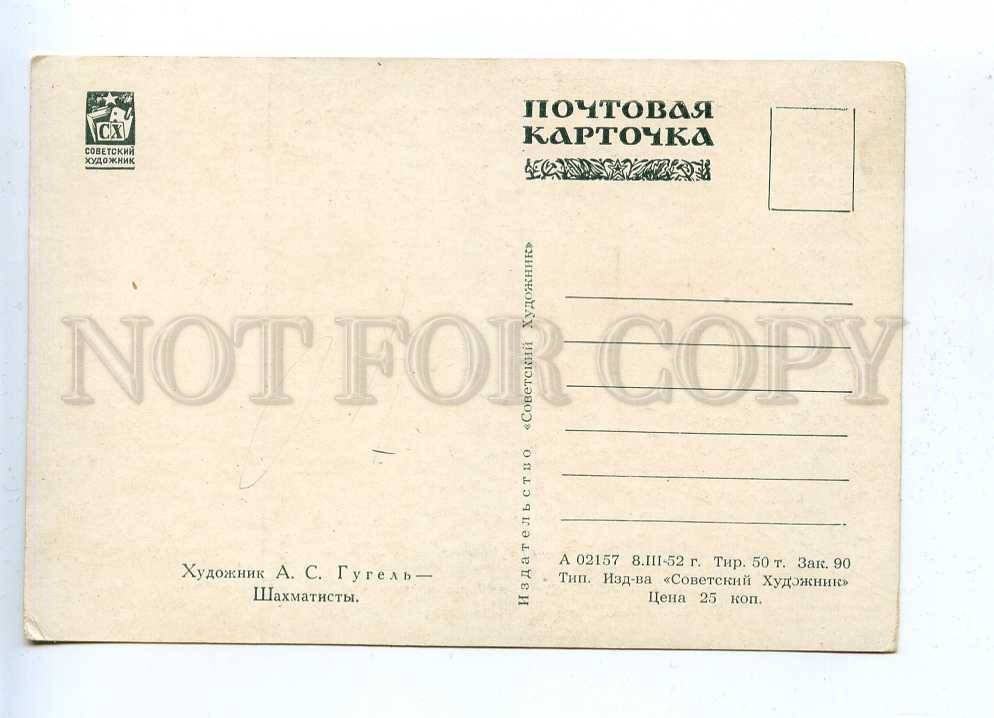 СХ
СОВЕТСКИЙ
ХУДОЖНИК
ПОЧТОВАЯ
КАРТОЧКА
NOT FOR COPY
Издательство «Советский Художник»
Художник А. С. Гугель—
Шахматисты.
А 02157 8.III-52 г. Тир. 50 т. Зак. 90
Тип. Изд-ва «Советский Художник»
Цена 25 коп.